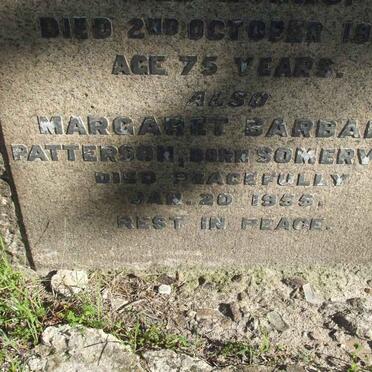 DIED 2ND OCTOBER 19
AGE 75 YEARS.
ALSO
MARGARET BARBA
PATTERSON, BORN SOMERV
DIED PEACEFULLY
JAN. 20 1955.
REST IN PEACE.